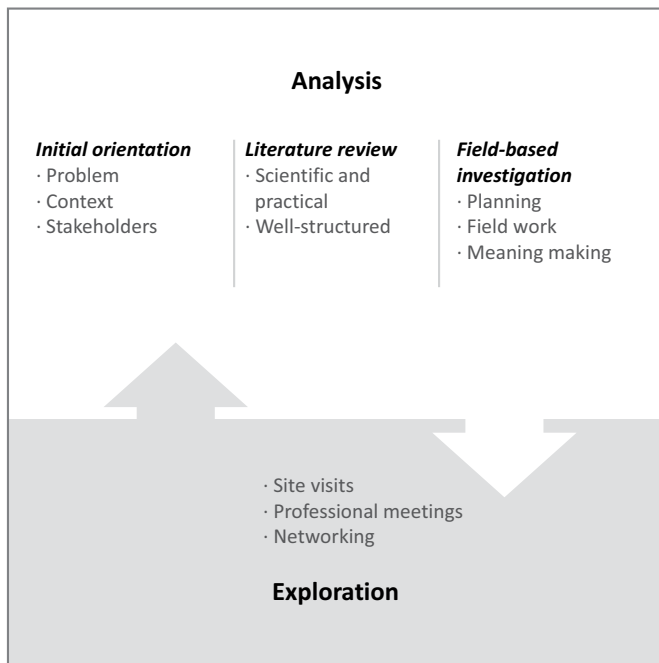 Analysis
Initial orientation
· Problem
· Context
· Stakeholders
Literature review
· Scientific and
practical
· Well-structured
Field-based
investigation
· Planning
· Field work
· Meaning making
· Site visits
· Professional meetings
· Networking
Exploration